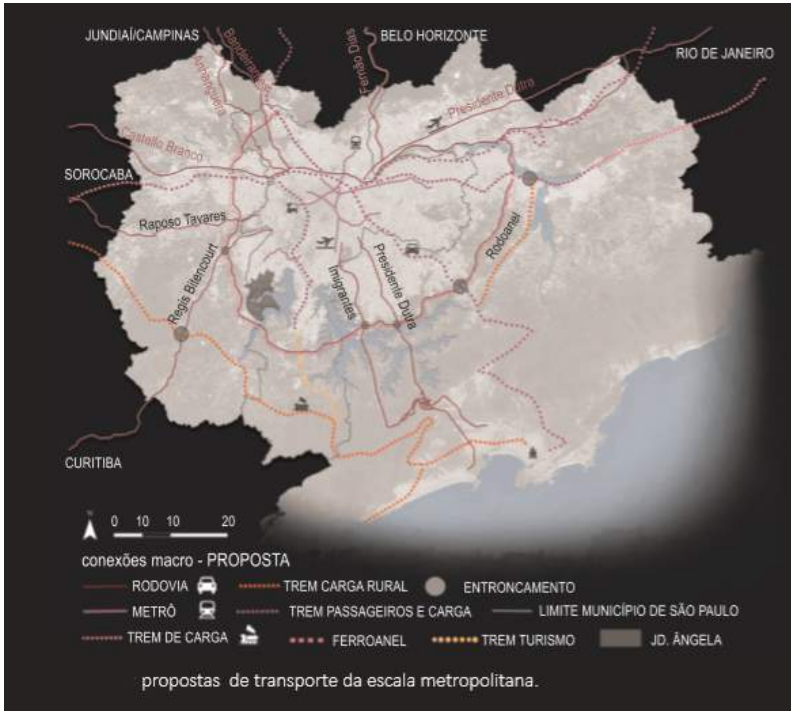 JUNDIAÍ/CAMPINAS
BELO HORIZONTE
RIO DE JANEIRO
Anhanguera
Bandeirantes
Fernão Dias
Presidente Dutra
Castello Branco
SOROCABA
Raposo Tavares
Regis Bitencourt
Imigrantes
Presidente Dutra
Rodoanel
CURITIBA
N
0 10 10 20
conexões macro - PROPOSTA
RODOVIA TREM CARGA RURAL ENTRONCAMENTO
METRÔ TREM PASSAGEIROS E CARGA LIMITE MUNICÍPIO DE SÃO PAULO
TREM DE CARGA FERROANEL TREM TURISMO JD. ÂNGELA
propostas de transporte da escala metropolitana.